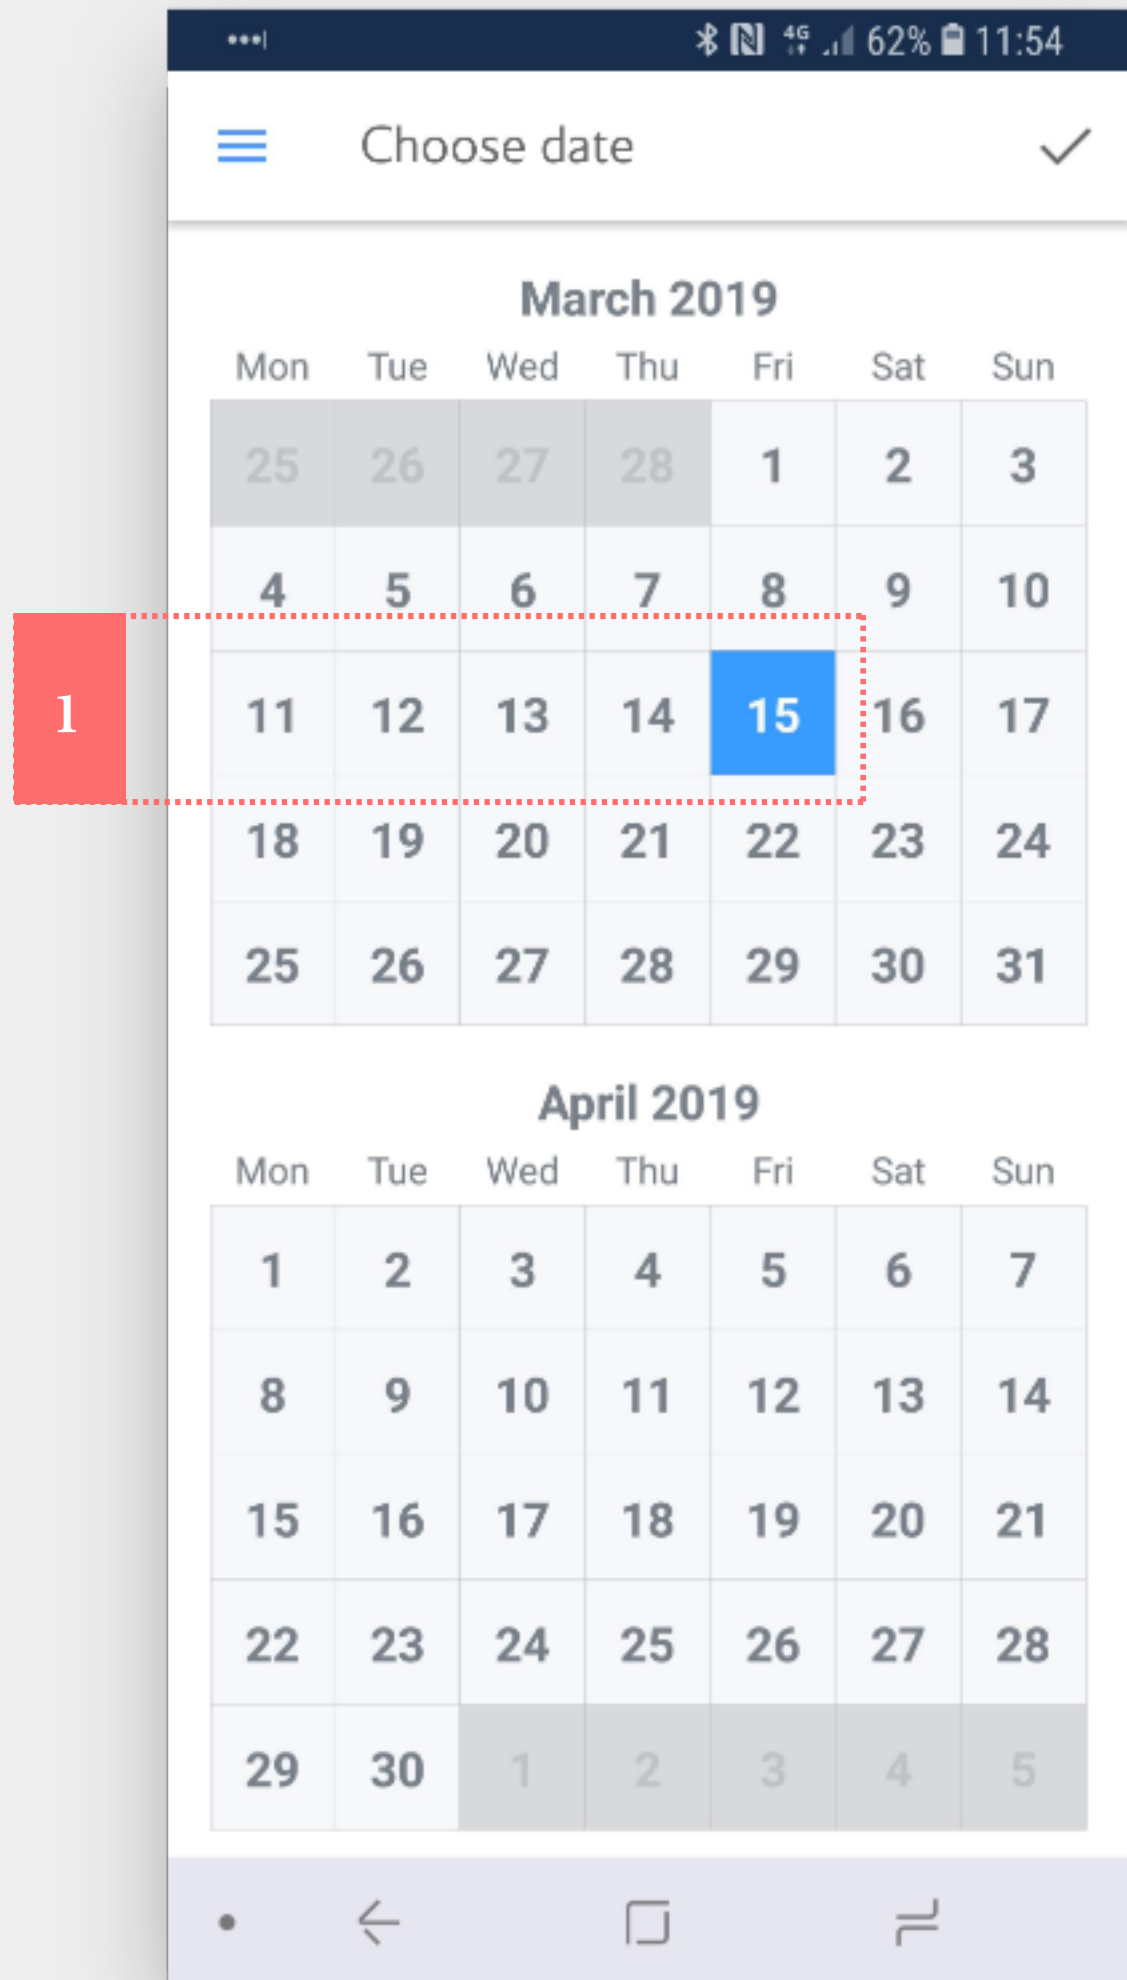 4G 62% 11:54
Choose date
March 2019
Mon Tue Wed Thu Fri Sat Sun
25 26 27 28 1 2 3
4 5 6 7 8 9 10
1 11 12 13 14 15 16 17
18 19 20 21 22 23 24
25 26 27 28 29 30 31
April 2019
Mon Tue Wed Thu Fri Sat Sun
1 2 3 4 5 6 7
8 9 10 11 12 13 14
15 16 17 18 19 20 21
22 23 24 25 26 27 28
29 30 1 2 3 4 5